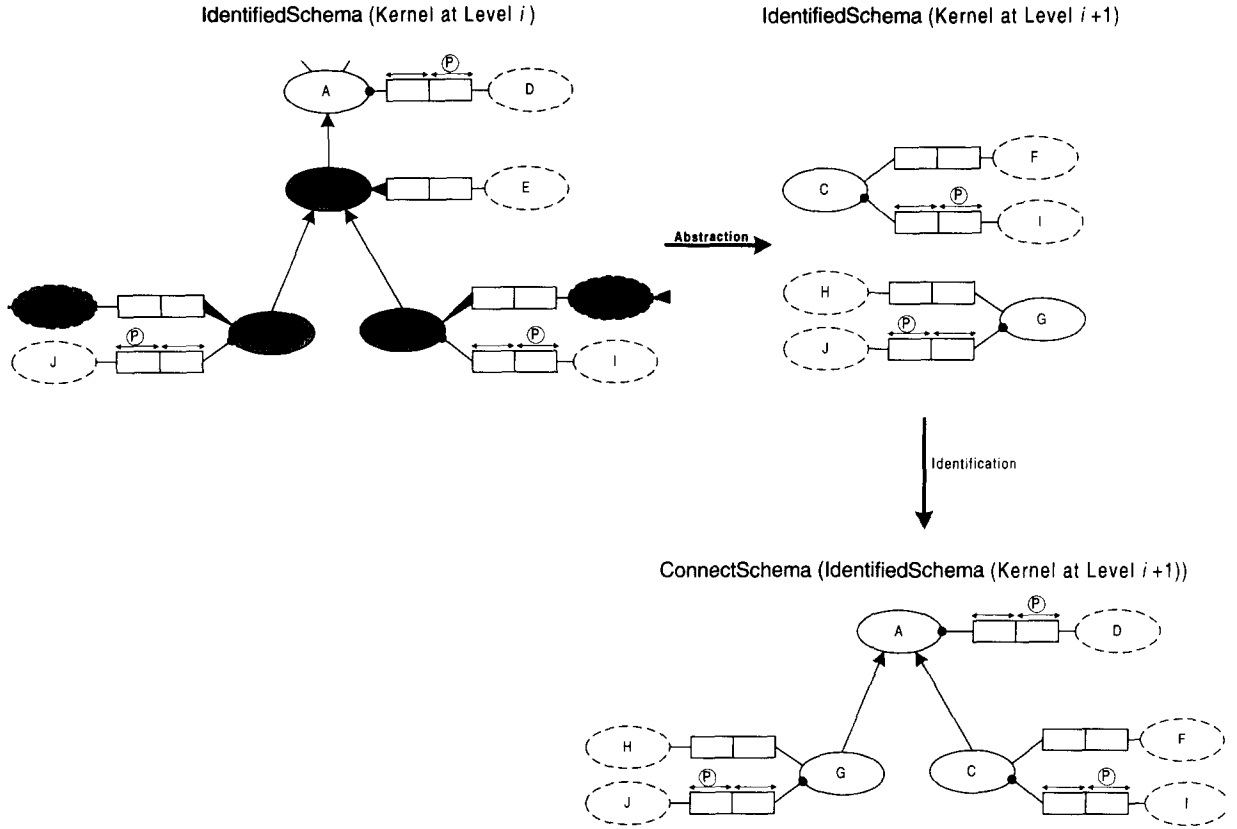 IdentifiedSchema (Kernel at Level i)
IdentifiedSchema (Kernel at Level i +1)
P
A
D
E
F
C
P
I
Abstraction
H
P
J
G
P
J
P
I
Identification
ConnectSchema (IdentifiedSchema (Kernel at Level i +1))
P
A
D
H
F
P
J
G
C
P
I